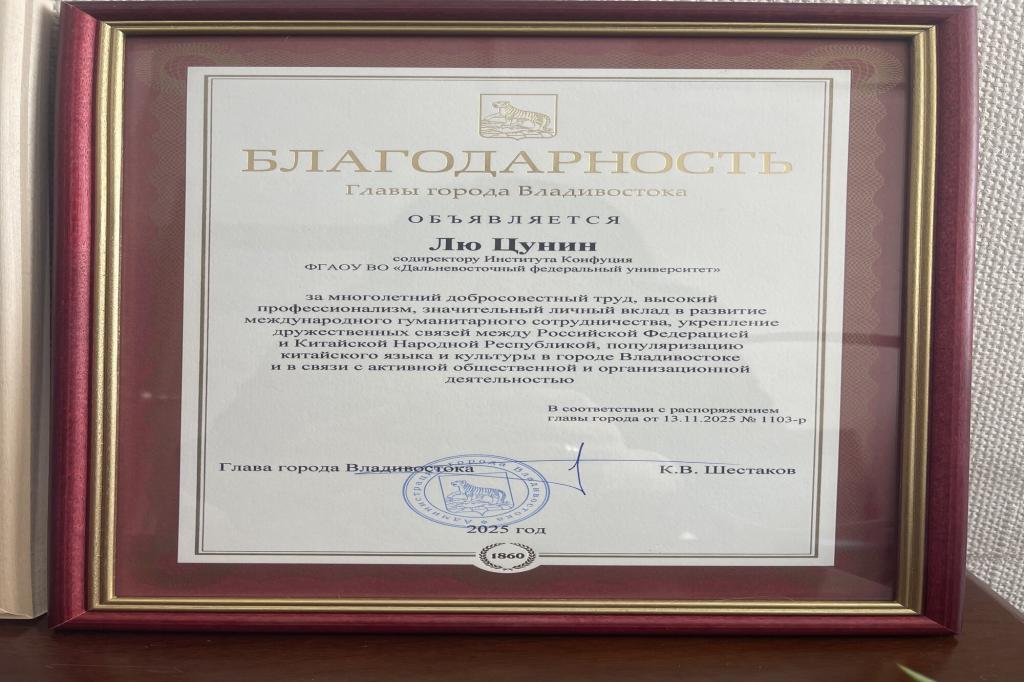 БЛАГОДАРНОСТЬ
Главы города Владивостока
ОБЪЯВЛЯЕТСЯ
Лю Цунин
содиректору Института Конфуция
ФГАОУ ВО «Дальневосточный федеральный университет»
за многолетний добросовестный труд, высокий
профессионализм, значительный личный вклад в развитие
международного гуманитарного сотрудничества, укрепление
дружественных связей между Российской Федерацией
и Китайской Народной Республикой, популяризацию
китайского языка и культуры в городе Владивостоке
и в связи с активной общественной и организационной
деятельностью
В соответствии с распоряжением
главы города от 13.11.2025 № 1103-р
Глава города Владивостока
К.В. Шестаков
Администрация города Владивостока
2025 год
1860